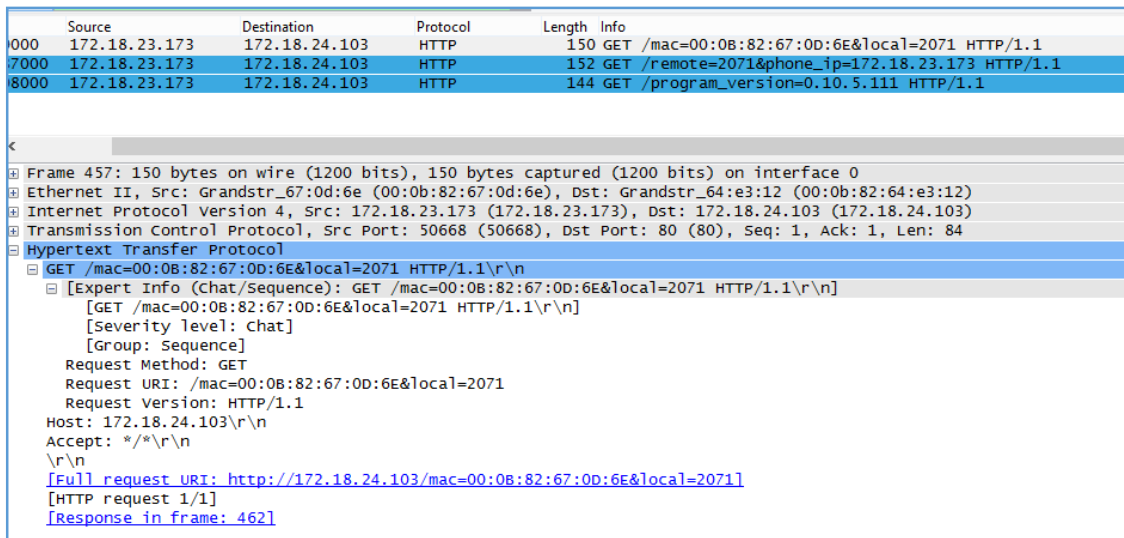 Source Destination Protocol Length Info
0000 172.18.23.173 172.18.24.103 HTTP 150 GET /mac=00:0B:82:67:0D:6E&local=2071 HTTP/1.1
87000 172.18.23.173 172.18.24.103 HTTP 152 GET /remote=2071&phone_ip=172.18.23.173 HTTP/1.1
98000 172.18.23.173 172.18.24.103 HTTP 144 GET /program_version=0.10.5.111 HTTP/1.1
Frame 457: 150 bytes on wire (1200 bits), 150 bytes captured (1200 bits) on interface 0
Ethernet II, Src: Grandstr_67:0d:6e (00:0b:82:67:0d:6e), Dst: Grandstr_64:e3:12 (00:0b:82:64:e3:12)
Internet Protocol Version 4, Src: 172.18.23.173 (172.18.23.173), Dst: 172.18.24.103 (172.18.24.103)
Transmission Control Protocol, Src Port: 50668 (50668), Dst Port: 80 (80), Seq: 1, Ack: 1, Len: 84
Hypertext Transfer Protocol
GET /mac=00:0B:82:67:0D:6E&local=2071 HTTP/1.1\r\n
[Expert Info (Chat/Sequence): GET /mac=00:0B:82:67:0D:6E&local=2071 HTTP/1.1\r\n]
[GET /mac=00:0B:82:67:0D:6E&local=2071 HTTP/1.1\r\n]
[Severity level: Chat]
[Group: Sequence]
Request Method: GET
Request URI: /mac=00:0B:82:67:0D:6E&local=2071
Request Version: HTTP/1.1
Host: 172.18.24.103\r\n
Accept: */*\r\n
\r\n
[Full request URI: http://172.18.24.103/mac=00:0B:82:67:0D:6E&local=2071]
[HTTP request 1/1]
[Response in frame: 462]